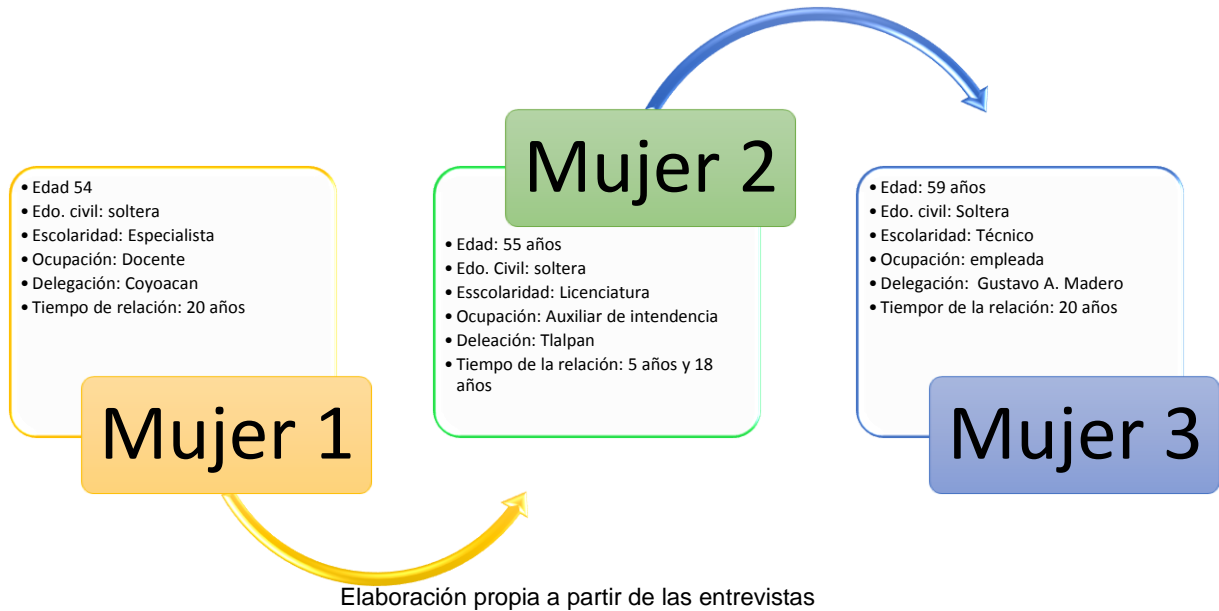 • Edad 54
• Edo. civil: soltera
• Escolaridad: Especialista
• Ocupación: Docente
• Delegación: Coyoacan
• Tiempo de relación: 20 años
Mujer 1
Mujer 2
• Edad: 55 años
• Edo. Civil: soltera
• Esscolaridad: Licenciatura
• Ocupación: Auxiliar de intendencia
• Deleación: Tlalpan
• Tiempo de la relación: 5 años y 18
años
• Edad: 59 años
• Edo. civil: Soltera
• Escolaridad: Técnico
• Ocupación: empleada
• Delegación: Gustavo A. Madero
• Tiempor de la relación: 20 años
Mujer 3
Elaboración propia a partir de las entrevistas